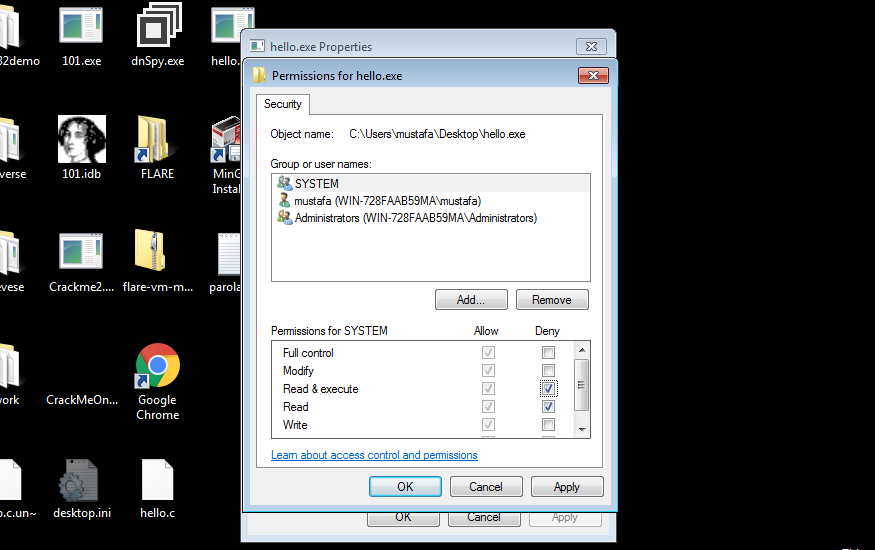 32demo
101.exe
dnSpy.exe
hello.
verse
101.idb
FLARE
MinG
Instal
evese
Crackme2....
flare-vm-m...
parola
work
CrackMeOn...
Google
Chrome
o.c.un~
desktop.ini
hello.c
hello.exe Properties
Permissions for hello.exe
Security
Object name: C:\Users\mustafa\Desktop\hello.exe
Group or user names:
SYSTEM
mustafa (WIN-728FAAB59MA\mustafa)
Administrators (WIN-728FAAB59MA\Administrators)
Add...
Remove
Permissions for SYSTEM Allow Deny
Full control
Modify
Read & execute
Read
Write
Learn about access control and permissions
OK Cancel Apply
OK Cancel Apply